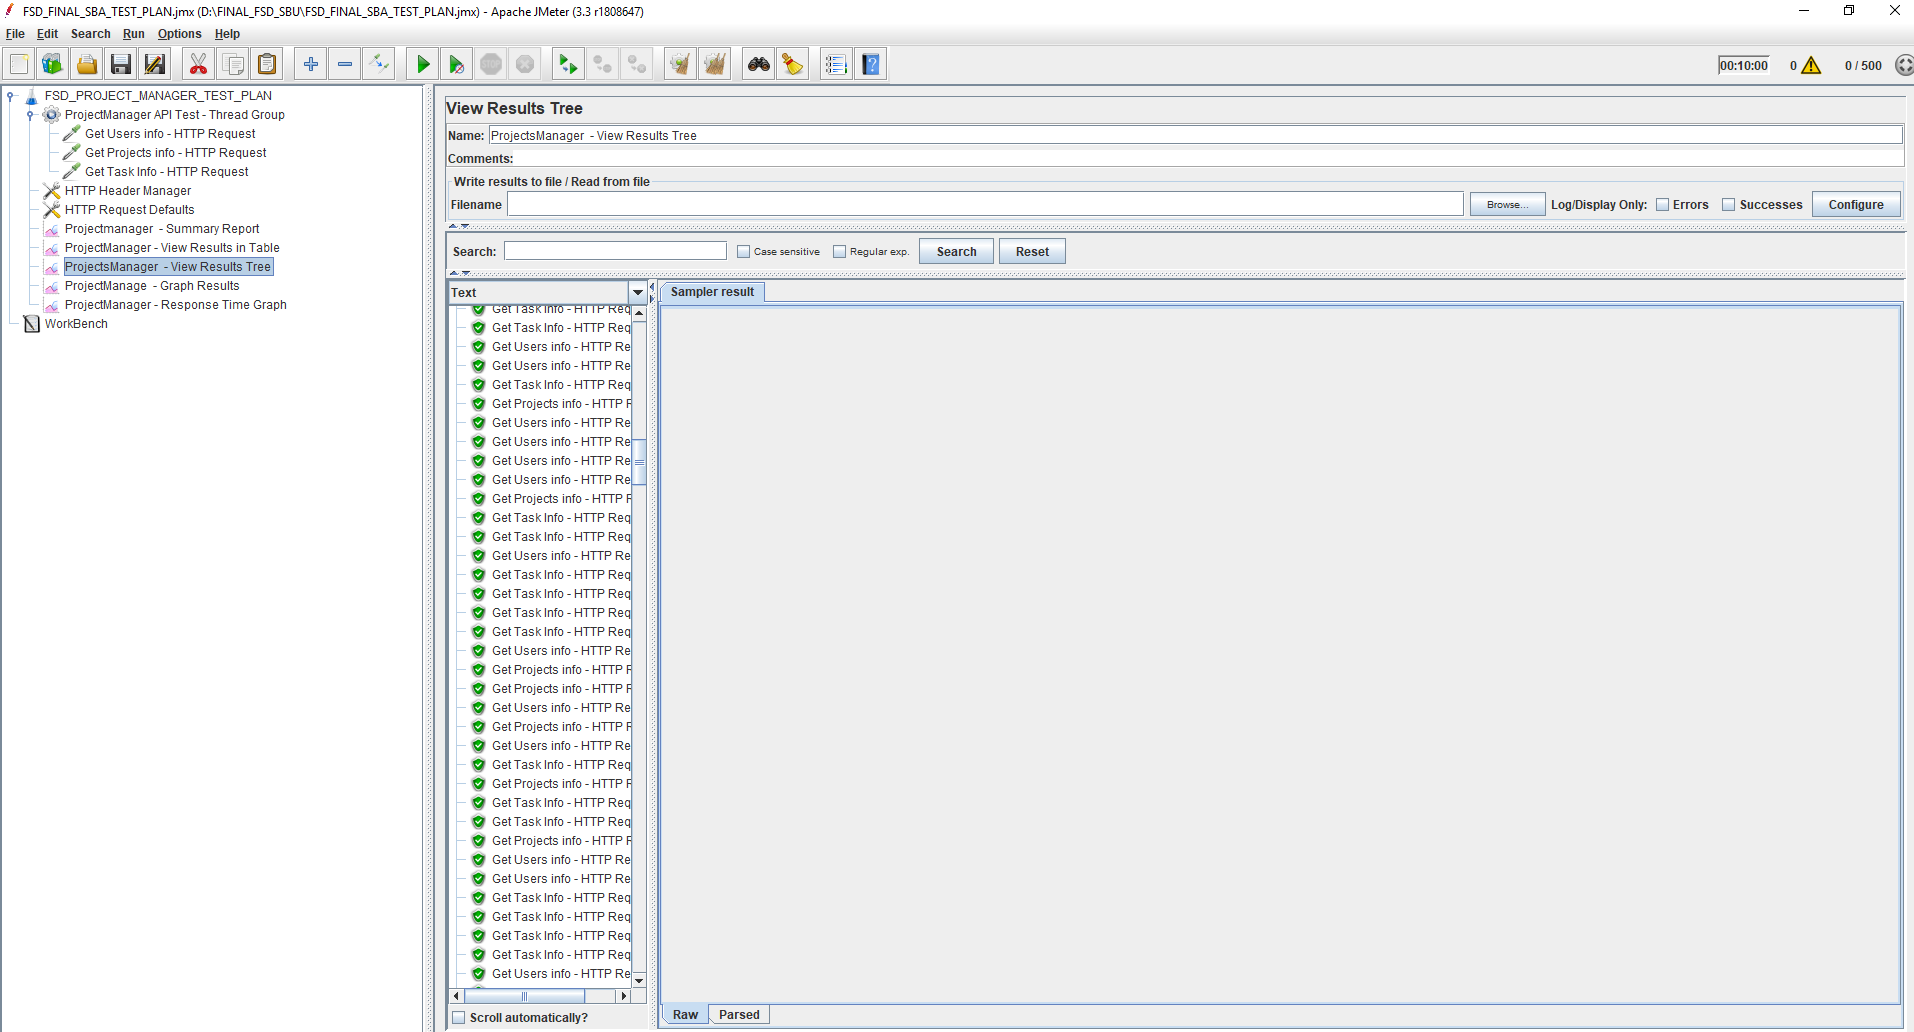 FSD_FINAL_SBA_TEST_PLAN.jmx (D:\FINAL_FSD_SBU\FSD_FINAL_SBA_TEST_PLAN.jmx) - Apache JMeter (3.3 r1808647)
File Edit Search Run Options Help
STOP
00:10:00 0 0 / 500
FSD_PROJECT_MANAGER_TEST_PLAN
ProjectManager API Test - Thread Group
Get Users info - HTTP Request
Get Projects info - HTTP Request
Get Task Info - HTTP Request
HTTP Header Manager
HTTP Request Defaults
Projectmanager - Summary Report
ProjectManager - View Results in Table
ProjectsManager - View Results Tree
ProjectManage - Graph Results
ProjectManager - Response Time Graph
WorkBench
View Results Tree
Name: ProjectsManager - View Results Tree
Comments:
Write results to file / Read from file
Filename Browse... Log/Display Only: Errors Successes Configure
Search: Case sensitive Regular exp. Search Reset
Text
Sampler result
Get Task Info - HTTP Req
Get Task Info - HTTP Req
Get Users info - HTTP Re
Get Users info - HTTP Re
Get Task Info - HTTP Req
Get Projects info - HTTP F
Get Users info - HTTP Re
Get Users info - HTTP Re
Get Users info - HTTP Re
Get Users info - HTTP Re
Get Projects info - HTTP F
Get Task Info - HTTP Req
Get Task Info - HTTP Req
Get Users info - HTTP Re
Get Task Info - HTTP Req
Get Task Info - HTTP Req
Get Task Info - HTTP Req
Get Task Info - HTTP Req
Get Users info - HTTP Re
Get Projects info - HTTP F
Get Projects info - HTTP F
Get Users info - HTTP Re
Get Projects info - HTTP F
Get Users info - HTTP Re
Get Task Info - HTTP Req
Get Projects info - HTTP F
Get Task Info - HTTP Req
Get Task Info - HTTP Req
Get Projects info - HTTP F
Get Users info - HTTP Re
Get Users info - HTTP Re
Get Task Info - HTTP Req
Get Task Info - HTTP Req
Get Task Info - HTTP Req
Get Task Info - HTTP Req
Get Users info - HTTP Re
Scroll automatically?
Raw Parsed